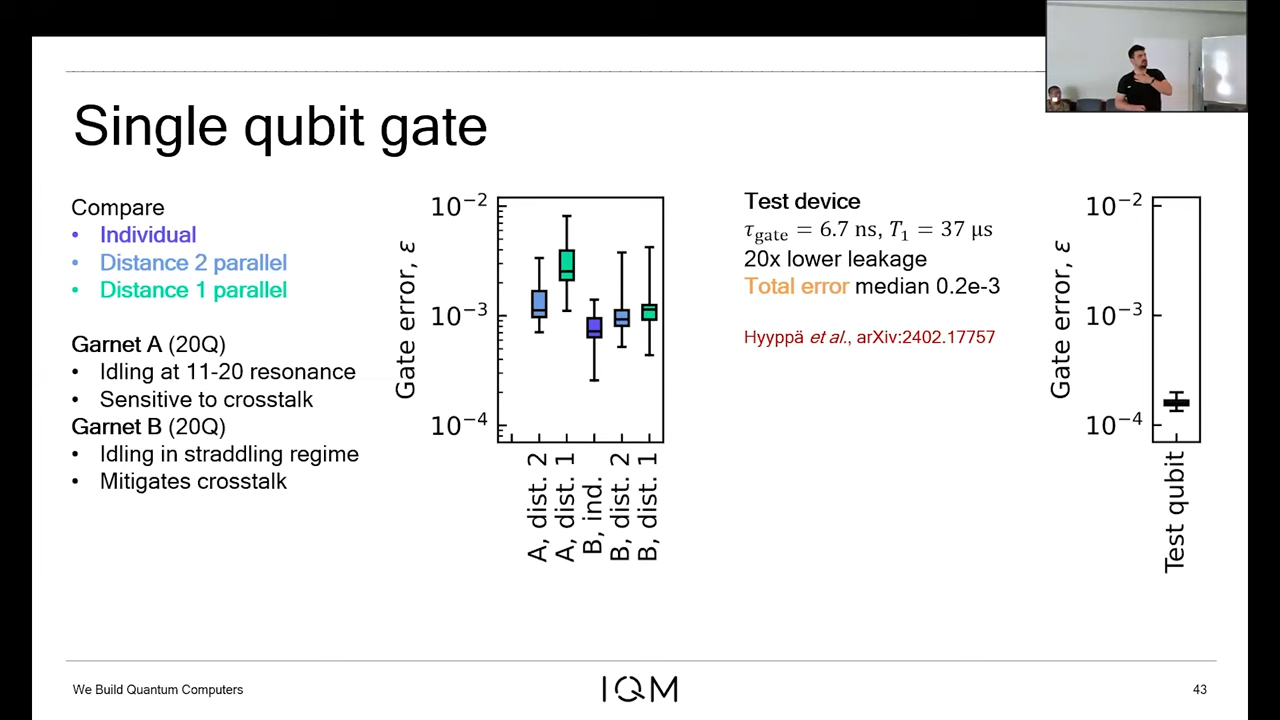 Single qubit gate
Compare
• Individual
• Distance 2 parallel
• Distance 1 parallel
Garnet A (20Q)
• Idling at 11-20 resonance
• Sensitive to crosstalk
Garnet B (20Q)
• Idling in straddling regime
• Mitigates crosstalk
Gate error, ε
10⁻²
10⁻³
10⁻⁴
A, dist. 2
A, dist. 1
B, ind.
B, dist. 2
B, dist. 1
Test device
τgate = 6.7 ns, T₁ = 37 μs
20x lower leakage
Total error median 0.2e-3
Hyyppä et al., arXiv:2402.17757
Gate error, ε
10⁻²
10⁻³
10⁻⁴
Test qubit
We Build Quantum Computers
IQM
43